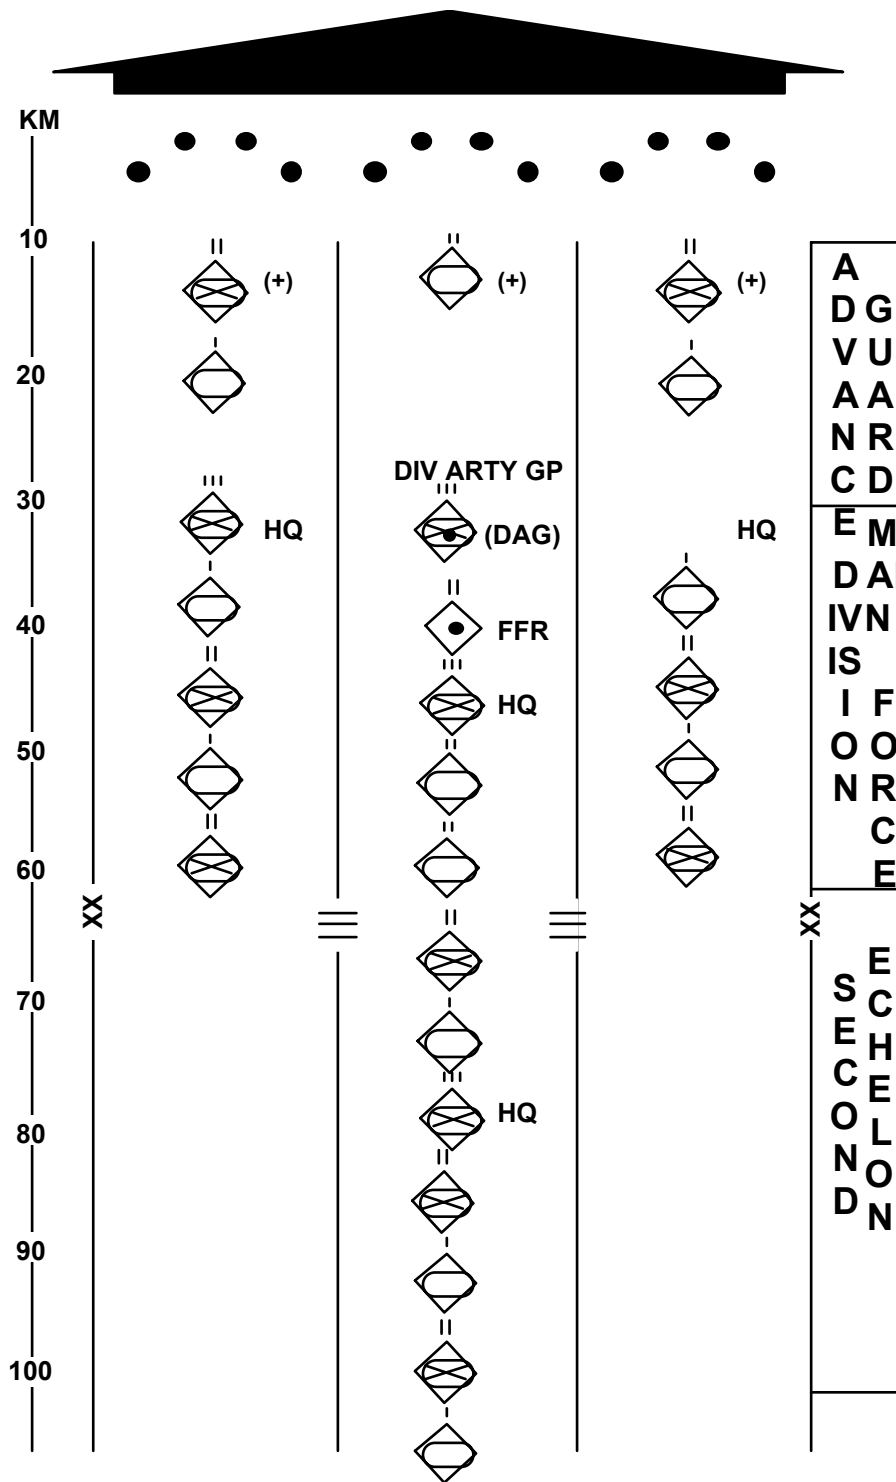 KM
10
(+) (+) (+)
20
DIV ARTY GP
30
HQ (DAG) HQ
40 FFR
HQ
50
60
XX XX
70
80 HQ
90
100
ADVANCE DIVISION
GUARD
MAIN FORCE
SECOND
ECHELON